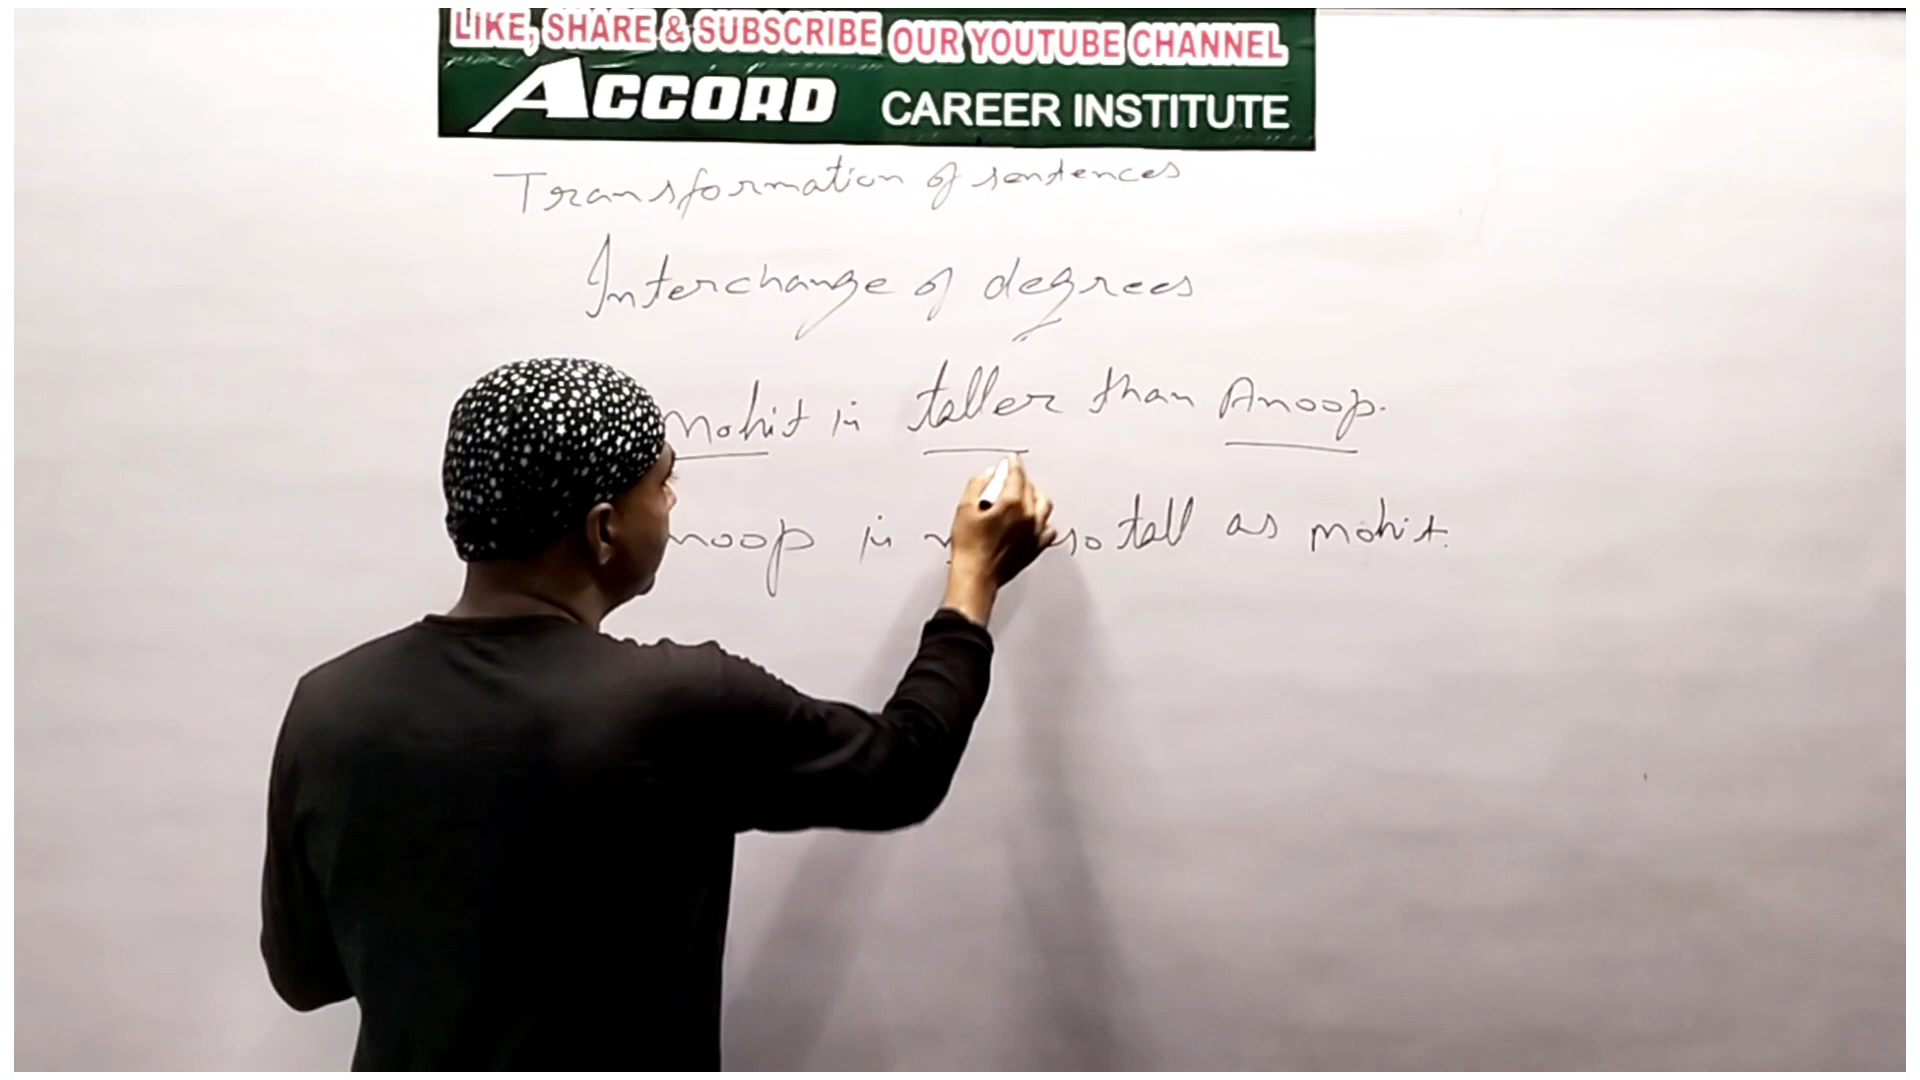 LIKE, SHARE & SUBSCRIBE OUR YOUTUBE CHANNEL
ACCORD CAREER INSTITUTE
Transformation of sentences
Interchange of degrees
Mohit is taller than Anoop.
noop is so tall as mohit.